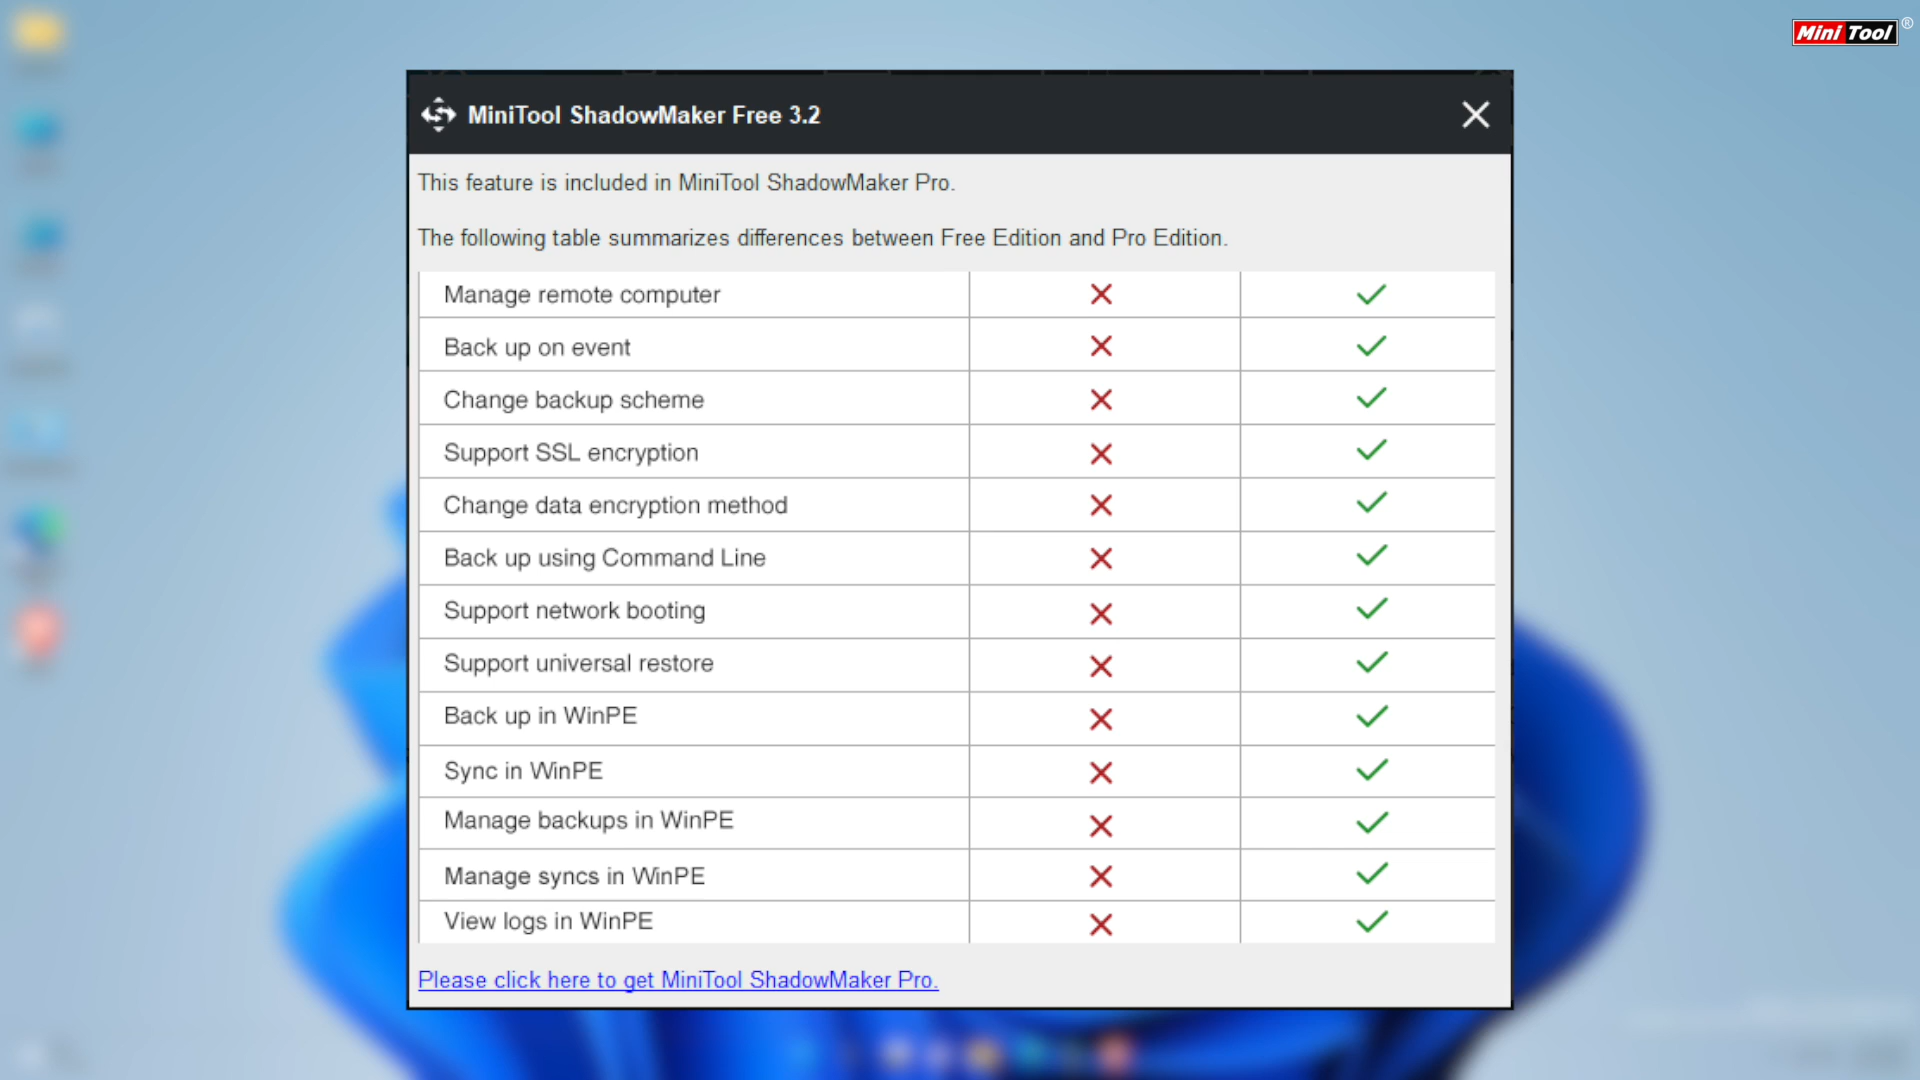 Mini Tool ®
MiniTool ShadowMaker Free 3.2
This feature is included in MiniTool ShadowMaker Pro.
The following table summarizes differences between Free Edition and Pro Edition.
Manage remote computer
Back up on event
Change backup scheme
Support SSL encryption
Change data encryption method
Back up using Command Line
Support network booting
Support universal restore
Back up in WinPE
Sync in WinPE
Manage backups in WinPE
Manage syncs in WinPE
View logs in WinPE
Please click here to get MiniTool ShadowMaker Pro.